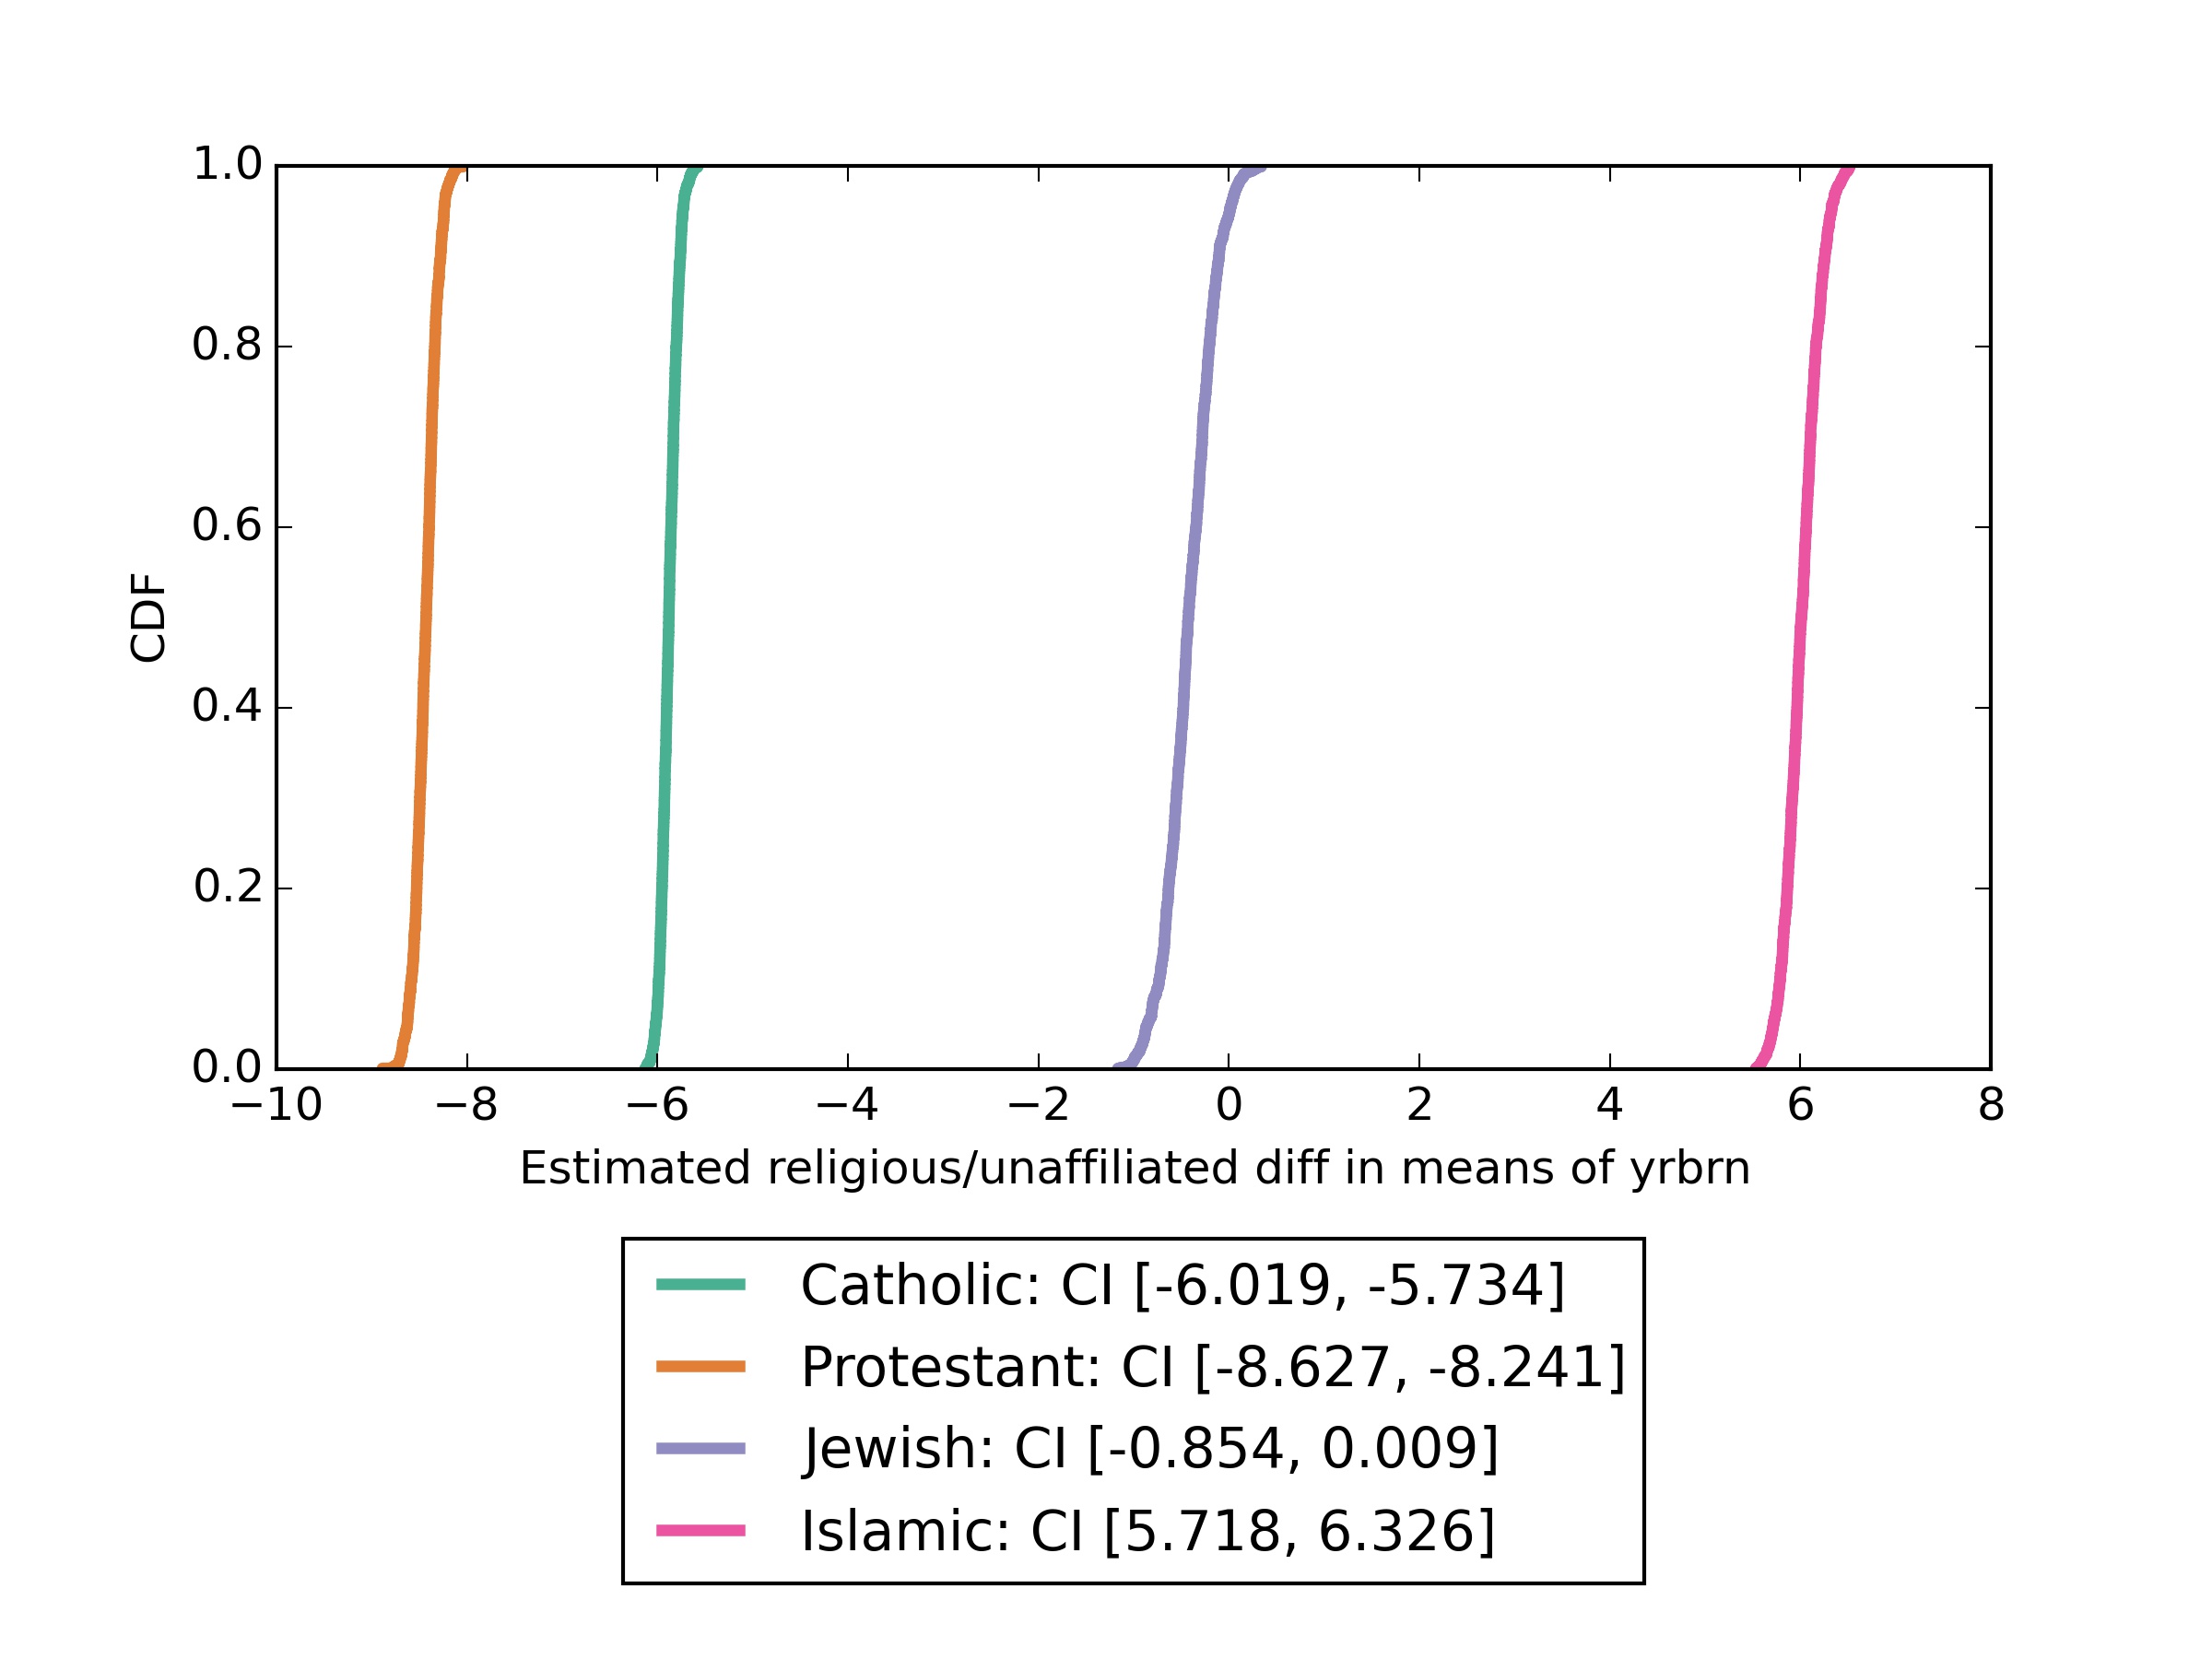 1.0
0.8
0.6
0.4
0.2
0.0
CDF
−10 −8 −6 −4 −2 0 2 4 6 8
Estimated religious/unaffiliated diff in means of yrbrn
Catholic: CI [-6.019, -5.734]
Protestant: CI [-8.627, -8.241]
Jewish: CI [-0.854, 0.009]
Islamic: CI [5.718, 6.326]